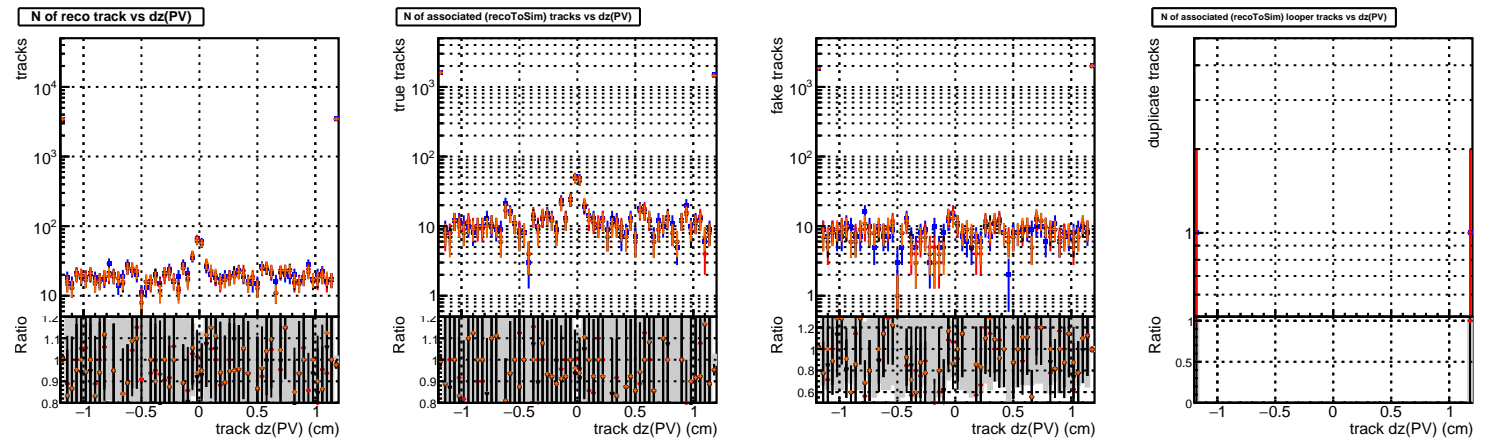 N of reco track vs dz(PV)
tracks
10⁴
10³
10²
10
Ratio
1.2
1.1
1
0.9
0.8
−1 −0.5 0 0.5 1
track dz(PV) (cm)
N of associated (recoToSim) tracks vs dz(PV)
true tracks
10³
10²
10
1
Ratio
1.2
1.1
1
0.9
0.8
−1 −0.5 0 0.5 1
track dz(PV) (cm)
fake tracks
10³
10²
10
1
Ratio
1.2
1
0.8
0.6
−1 −0.5 0 0.5 1
track dz(PV) (cm)
N of associated (recoToSim) looper tracks vs dz(PV)
duplicate tracks
1
Ratio
1
0.5
0
−1 −0.5 0 0.5 1
track dz(PV) (cm)